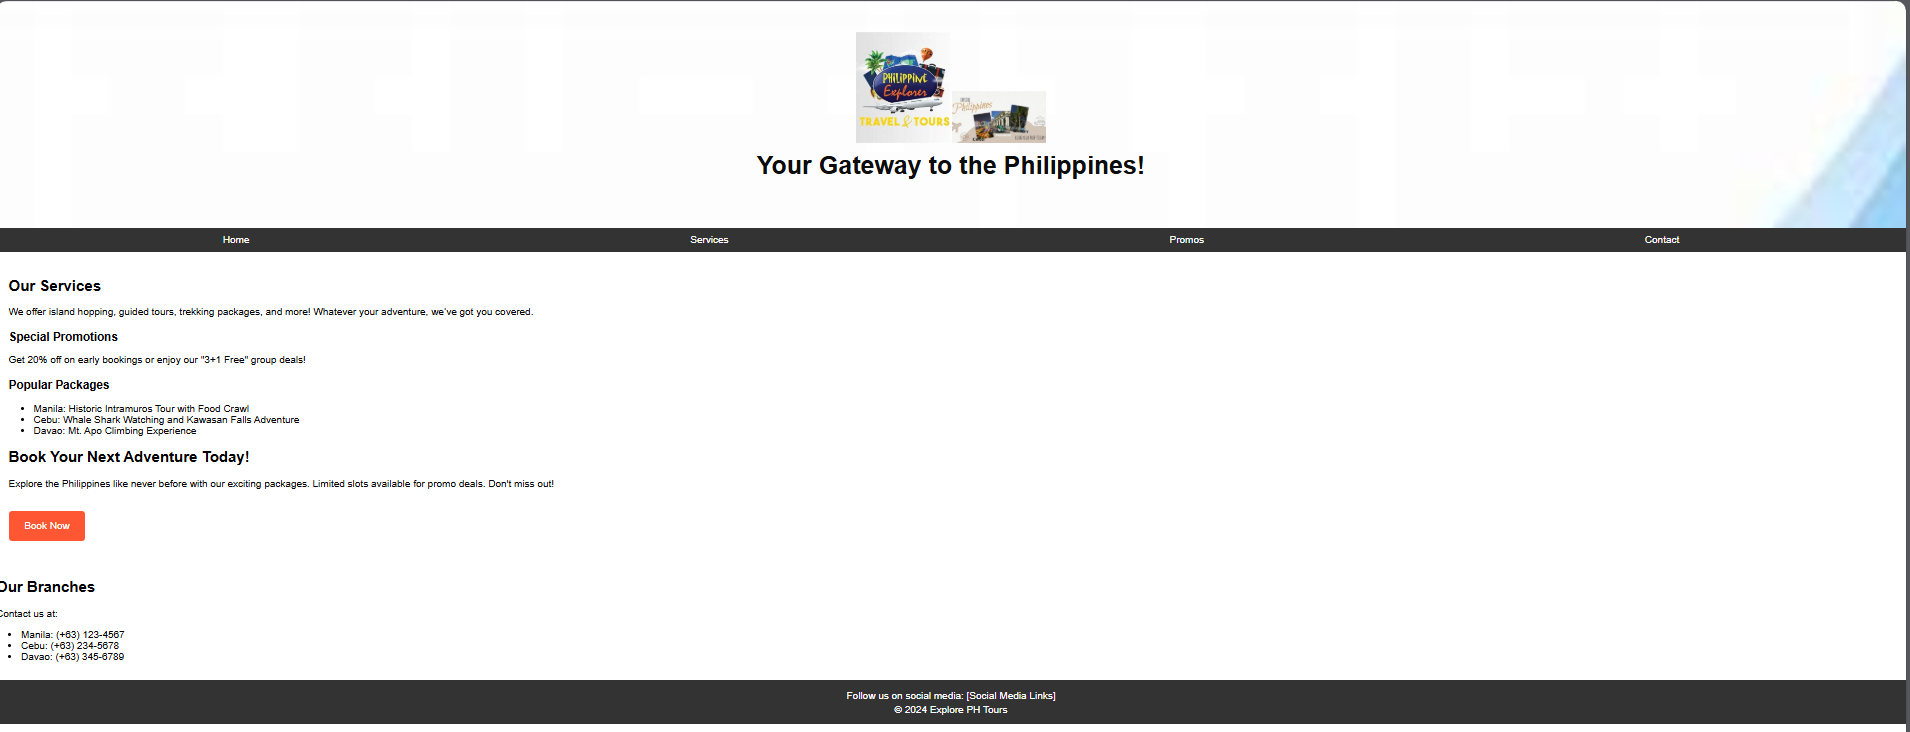 PHILIPPINE
Explorer
TRAVEL & TOURS
Philippines
Your Gateway to the Philippines!
Home Services Promos Contact
Our Services
We offer island hopping, guided tours, trekking packages, and more! Whatever your adventure, we've got you covered.
Special Promotions
Get 20% off on early bookings or enjoy our "3+1 Free" group deals!
Popular Packages
• Manila: Historic Intramuros Tour with Food Crawl
• Cebu: Whale Shark Watching and Kawasan Falls Adventure
• Davao: Mt. Apo Climbing Experience
Book Your Next Adventure Today!
Explore the Philippines like never before with our exciting packages. Limited slots available for promo deals. Don't miss out!
Book Now
Our Branches
Contact us at:
• Manila: (+63) 123-4567
• Cebu: (+63) 234-5678
• Davao: (+63) 345-6789
Follow us on social media: [Social Media Links]
© 2024 Explore PH Tours